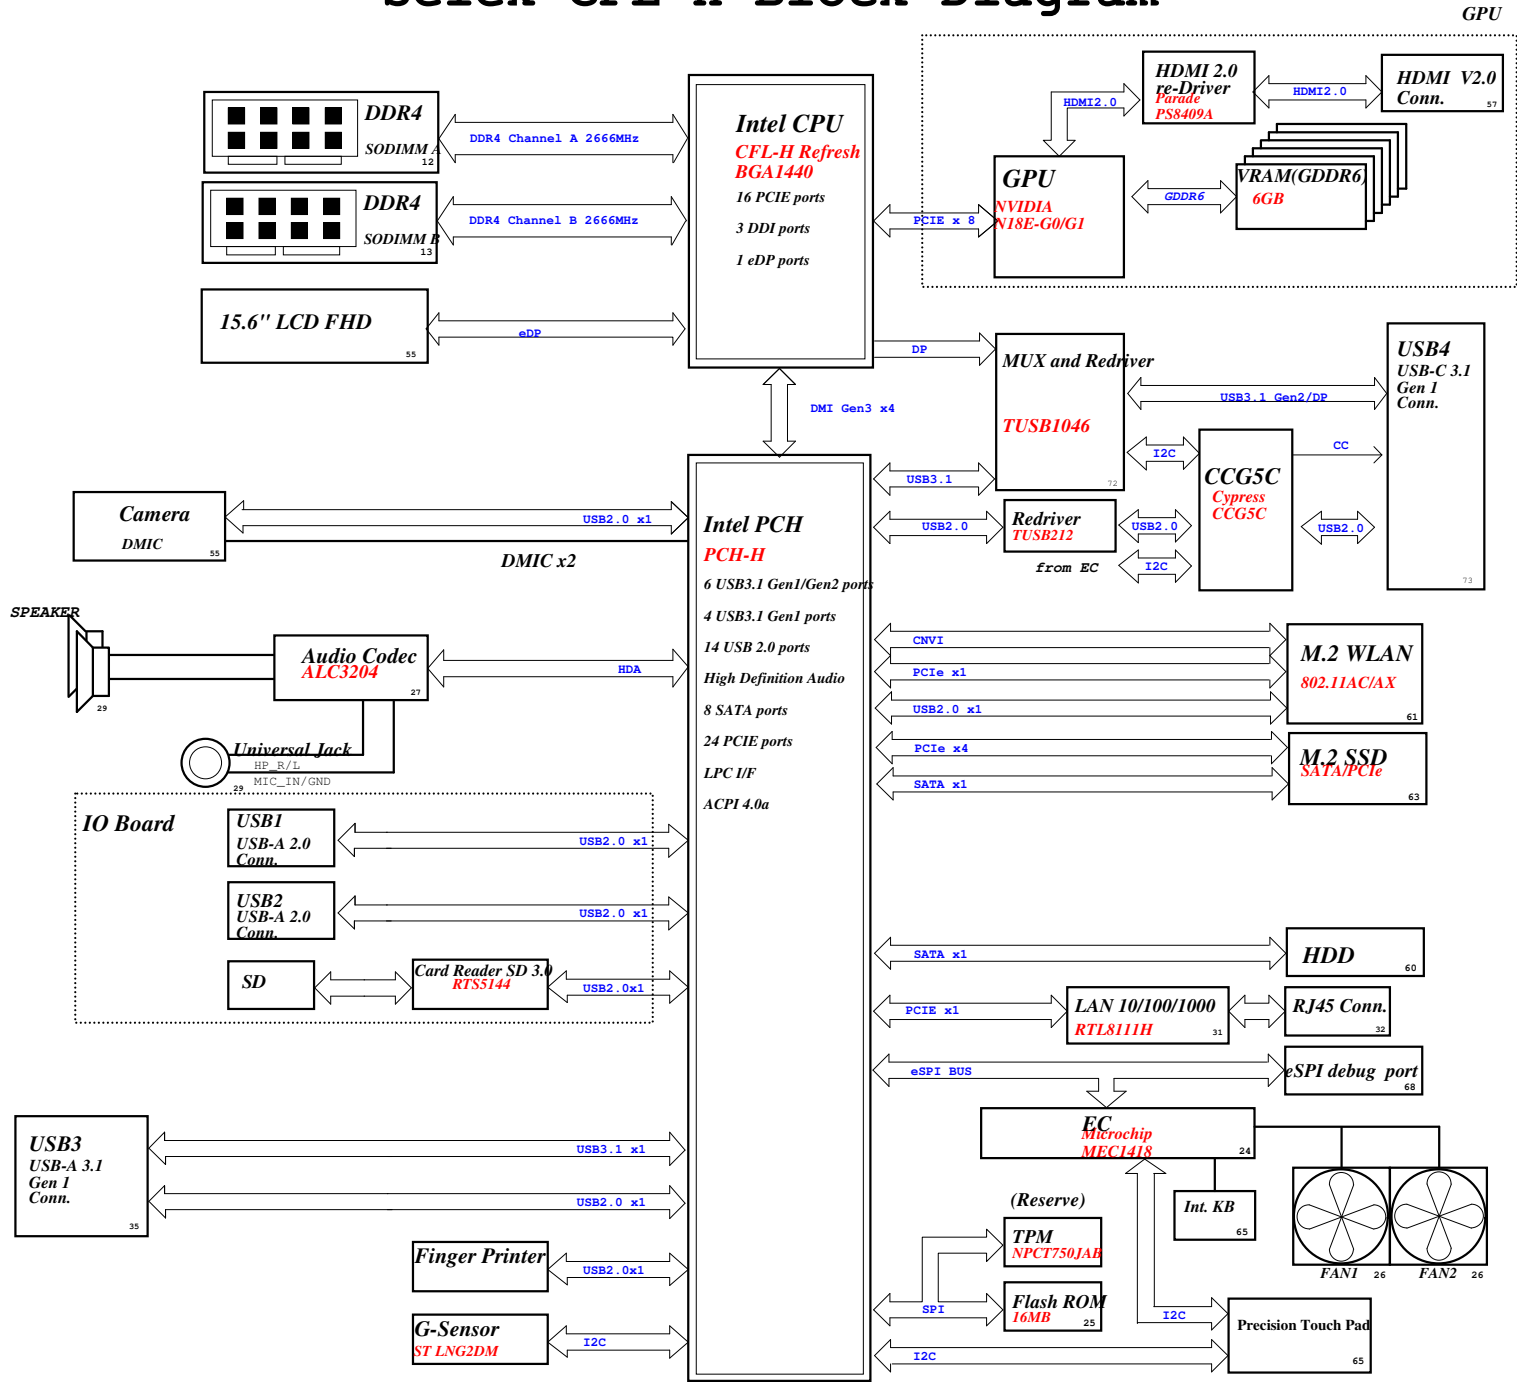 GPU
DDR4
SODIMM A
12
DDR4 Channel A 2666MHz
DDR4
SODIMM B
13
DDR4 Channel B 2666MHz
15.6" LCD FHD
55
eDP
Intel CPU
CFL-H Refresh
BGA1440
16 PCIE ports
3 DDI ports
1 eDP ports
HDMI 2.0
re-Driver
Parade
PS8409A
HDMI2.0
HDMI2.0
HDMI V2.0
Conn.
57
GPU
NVIDIA
N18E-G0/G1
PCIE x 8
GDDR6
VRAM(GDDR6)
6GB
DP
DMI Gen3 x4
MUX and Redriver
TUSB1046
72
USB3.1 Gen2/DP
USB4
USB-C 3.1
Gen 1
Conn.
73
I2C
CC
CCG5C
Cypress
CCG5C
USB3.1
USB2.0
Redriver
TUSB212
USB2.0
USB2.0
from EC
I2C
Camera
DMIC
55
USB2.0 x1
DMIC x2
Intel PCH
PCH-H
6 USB3.1 Gen1/Gen2 ports
4 USB3.1 Gen1 ports
14 USB 2.0 ports
High Definition Audio
8 SATA ports
24 PCIE ports
LPC I/F
ACPI 4.0a
SPEAKER
29
Audio Codec
ALC3204
27
HDA
Universal Jack
HP_R/L
MIC_IN/GND
29
CNVI
PCIe x1
USB2.0 x1
M.2 WLAN
802.11AC/AX
61
PCIe x4
SATA x1
M.2 SSD
SATA/PCIe
63
IO Board
USB1
USB-A 2.0
Conn.
USB2.0 x1
USB2
USB-A 2.0
Conn.
USB2.0 x1
SD
Card Reader SD 3.0
RTS5144
USB2.0x1
SATA x1
HDD
60
PCIE x1
LAN 10/100/1000
RTL8111H
31
RJ45 Conn.
32
eSPI BUS
eSPI debug port
68
EC
Microchip
MEC1418
24
Int. KB
65
FAN1
26
FAN2
26
USB3
USB-A 3.1
Gen 1
Conn.
35
USB3.1 x1
USB2.0 x1
Finger Printer
USB2.0x1
G-Sensor
ST LNG2DM
I2C
(Reserve)
TPM
NPCT750JAB
SPI
Flash ROM
16MB
25
I2C
I2C
Precision Touch Pad
65